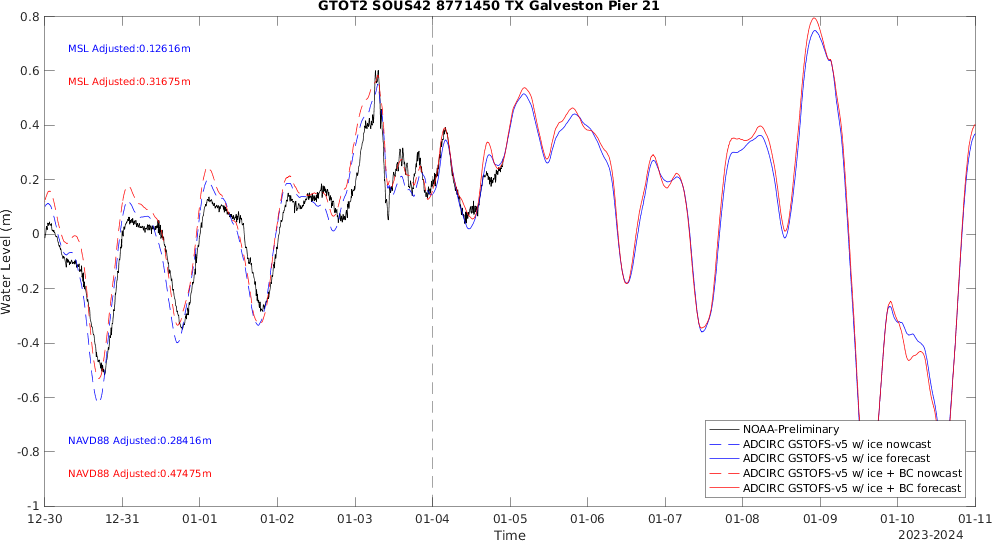 GTOT2 SOUS42 8771450 TX Galveston Pier 21
MSL Adjusted:0.12616m
MSL Adjusted:0.31675m
NAVD88 Adjusted:0.28416m
NAVD88 Adjusted:0.47475m
Water Level (m)
0.8
0.6
0.4
0.2
0
-0.2
-0.4
-0.6
-0.8
-1
NOAA-Preliminary
ADCIRC GSTOFS-v5 w/ ice nowcast
ADCIRC GSTOFS-v5 w/ ice forecast
ADCIRC GSTOFS-v5 w/ ice + BC nowcast
ADCIRC GSTOFS-v5 w/ ice + BC forecast
12-30 12-31 01-01 01-02 01-03 01-04 01-05 01-06 01-07 01-08 01-09 01-10 01-11
Time
2023-2024